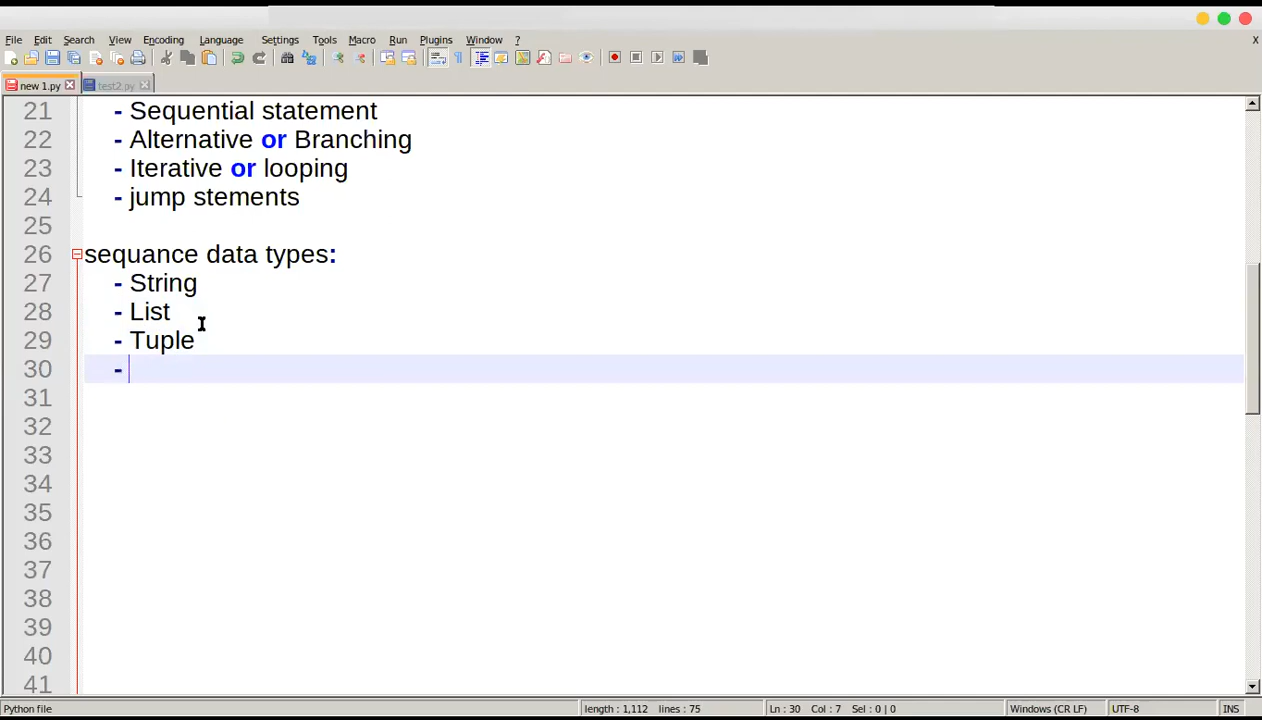 File Edit Search View Encoding Language Settings Tools Macro Run Plugins Window ? X
new 1.py test2.py
21 - Sequential statement
22 - Alternative or Branching
23 - Iterative or looping
24 - jump stements
25
26 sequance data types:
27 - String
28 - List
29 - Tuple
30 -
31
32
33
34
35
36
37
38
39
40
41
Python file length : 1,112 lines : 75 Ln : 30 Col : 7 Sel : 0 | 0 Windows (CR LF) UTF-8 INS